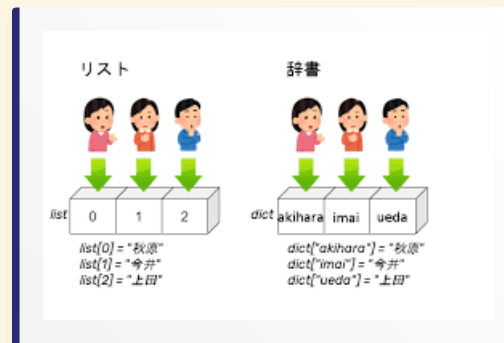 リスト
list
0
1
2
list[0] = "秋原"
list[1] = "今井"
list[2] = "上田"
辞書
dict
akihara
imai
ueda
dict["akihara"] = "秋原"
dict["imai"] = "今井"
dict["ueda"] = "上田"